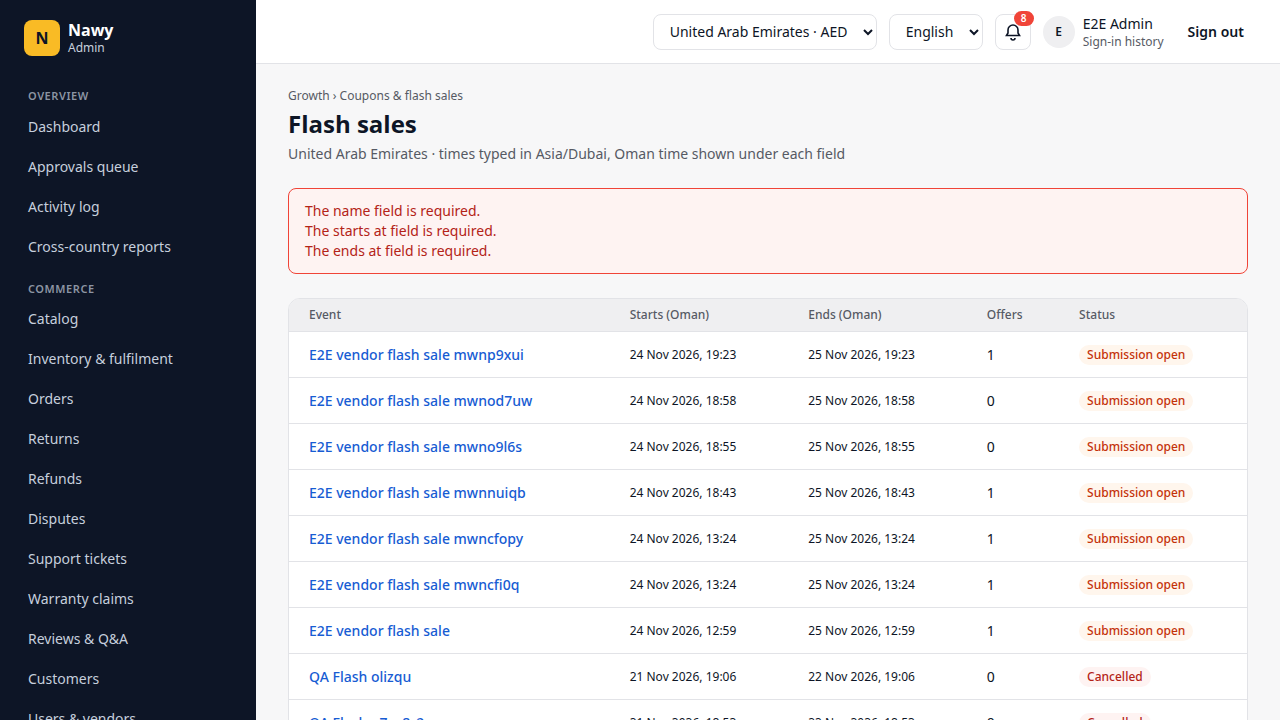 N
Nawy
Admin
OVERVIEW
Dashboard
Approvals queue
Activity log
Cross-country reports
COMMERCE
Catalog
Inventory & fulfilment
Orders
Returns
Refunds
Disputes
Support tickets
Warranty claims
Reviews & Q&A
Customers
Users & vendors
United Arab Emirates · AED
English
8
E
E2E Admin
Sign-in history
Sign out
Growth › Coupons & flash sales
Flash sales
United Arab Emirates · times typed in Asia/Dubai, Oman time shown under each field
The name field is required.
The starts at field is required.
The ends at field is required.
Event Starts (Oman) Ends (Oman) Offers Status
E2E vendor flash sale mwnp9xui 24 Nov 2026, 19:23 25 Nov 2026, 19:23 1 Submission open
E2E vendor flash sale mwnod7uw 24 Nov 2026, 18:58 25 Nov 2026, 18:58 0 Submission open
E2E vendor flash sale mwno9l6s 24 Nov 2026, 18:55 25 Nov 2026, 18:55 0 Submission open
E2E vendor flash sale mwnnuiqb 24 Nov 2026, 18:43 25 Nov 2026, 18:43 1 Submission open
E2E vendor flash sale mwncfopy 24 Nov 2026, 13:24 25 Nov 2026, 13:24 1 Submission open
E2E vendor flash sale mwncfi0q 24 Nov 2026, 13:24 25 Nov 2026, 13:24 1 Submission open
E2E vendor flash sale 24 Nov 2026, 12:59 25 Nov 2026, 12:59 1 Submission open
QA Flash olizqu 21 Nov 2026, 19:06 22 Nov 2026, 19:06 0 Cancelled